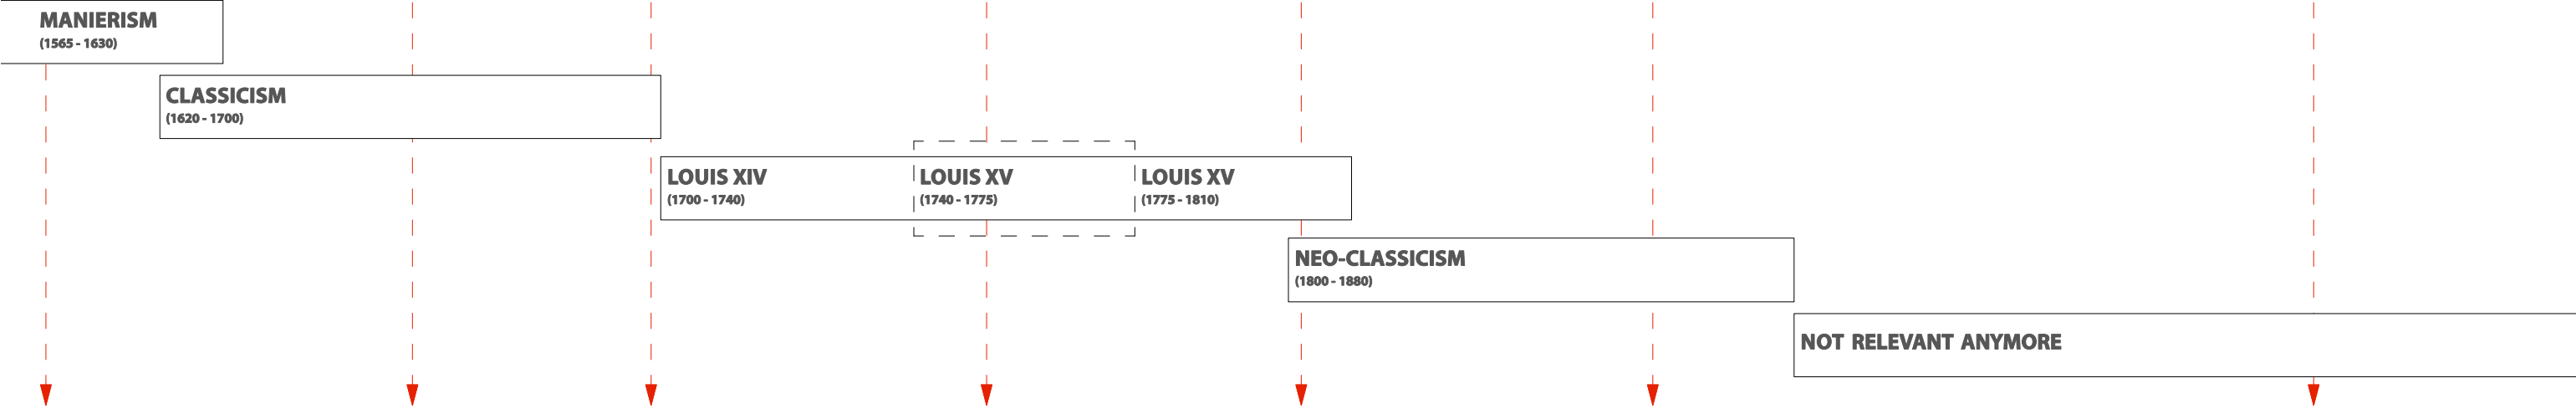 MANIERISM
(1565 - 1630)
CLASSICISM
(1620 - 1700)
LOUIS XIV
(1700 - 1740)
LOUIS XV
(1740 - 1775)
LOUIS XV
(1775 - 1810)
NEO-CLASSICISM
(1800 - 1880)
NOT RELEVANT ANYMORE